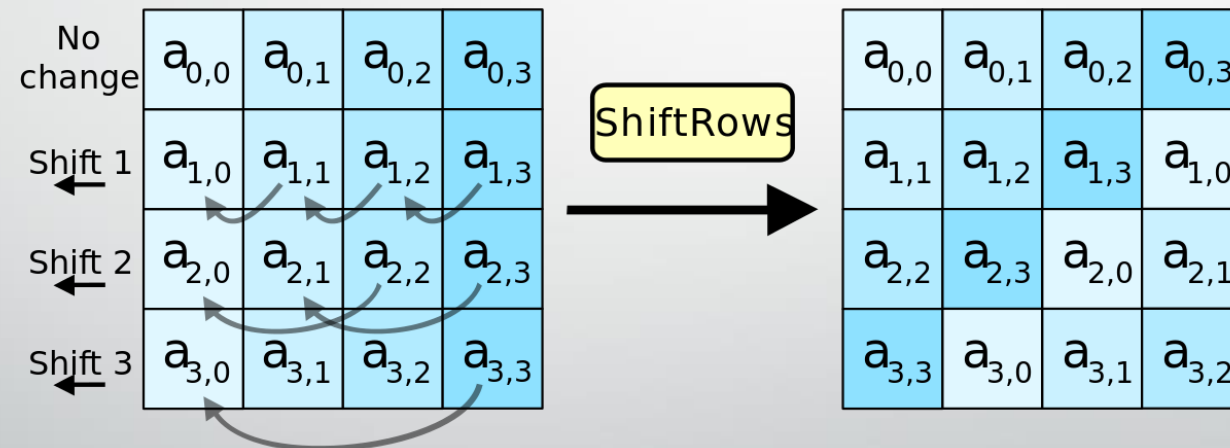 No
change
a0,0 a0,1 a0,2 a0,3
Shift 1
a1,0 a1,1 a1,2 a1,3
Shift 2
a2,0 a2,1 a2,2 a2,3
Shift 3
a3,0 a3,1 a3,2 a3,3
ShiftRows
a0,0 a0,1 a0,2 a0,3
a1,1 a1,2 a1,3 a1,0
a2,2 a2,3 a2,0 a2,1
a3,3 a3,0 a3,1 a3,2